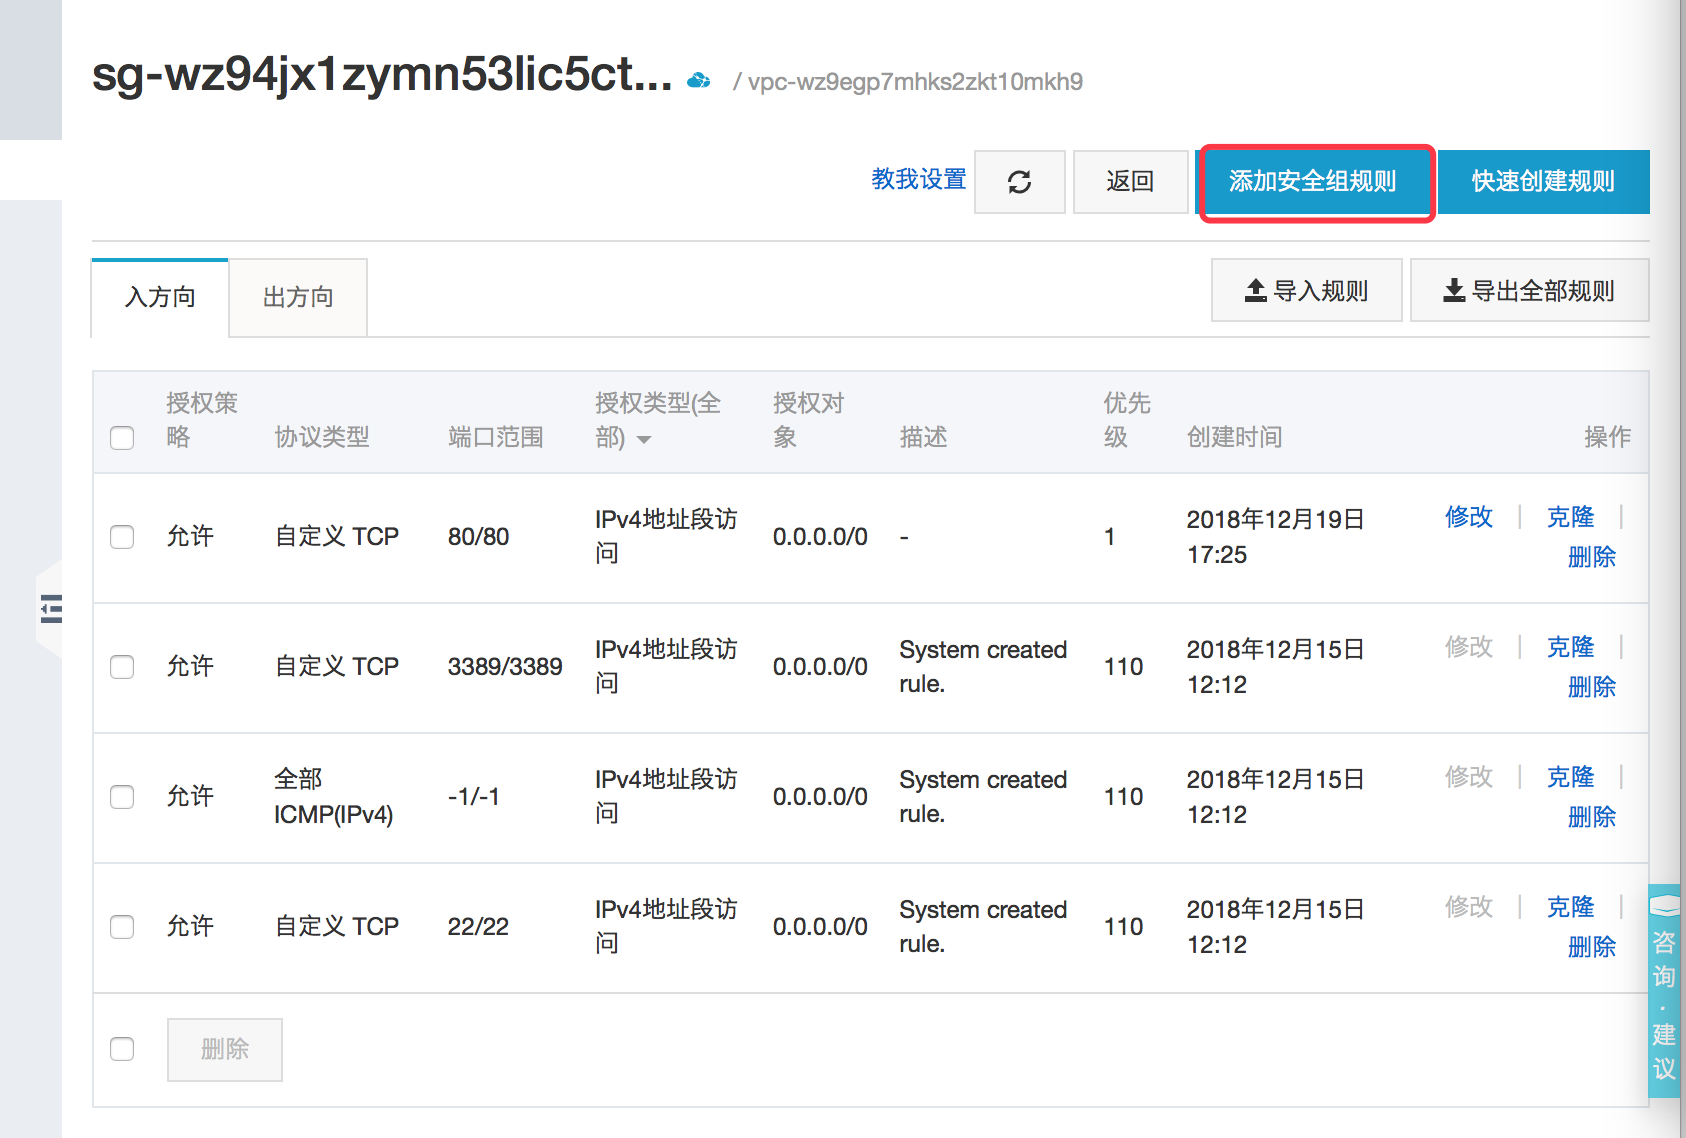 sg-wz94jx1zymn53lic5ct... / vpc-wz9egp7mhks2zkt10mkh9
教我设置 返回 添加安全组规则 快速创建规则
入方向 出方向 导入规则 导出全部规则
授权策略 协议类型 端口范围 授权类型(全部) 授权对象 描述 优先级 创建时间 操作
允许 自定义 TCP 80/80 IPv4地址段访问 0.0.0.0/0 - 1 2018年12月19日 17:25 修改 | 克隆 | 删除
允许 自定义 TCP 3389/3389 IPv4地址段访问 0.0.0.0/0 System created rule. 110 2018年12月15日 12:12 修改 | 克隆 | 删除
允许 全部 ICMP(IPv4) -1/-1 IPv4地址段访问 0.0.0.0/0 System created rule. 110 2018年12月15日 12:12 修改 | 克隆 | 删除
允许 自定义 TCP 22/22 IPv4地址段访问 0.0.0.0/0 System created rule. 110 2018年12月15日 12:12 修改 | 克隆 | 删除
删除
咨询·建议